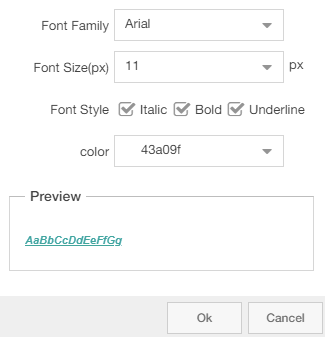 Font Family Arial
Font Size(px) 11 px
Font Style Italic Bold Underline
color 43a09f
Preview
AaBbCcDdEeFfGg
Ok Cancel